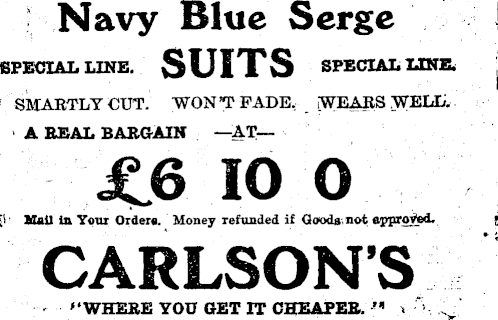 Navy Blue Serge
SPECIAL LINE. SUITS SPECIAL LINE.
SMARTLY CUT. WON'T FADE. WEARS WELL.
A REAL BARGAIN —AT—
£6 10 0
Mail in Your Orders. Money refunded if Goods not approved.
CARLSON'S
"WHERE YOU GET IT CHEAPER."